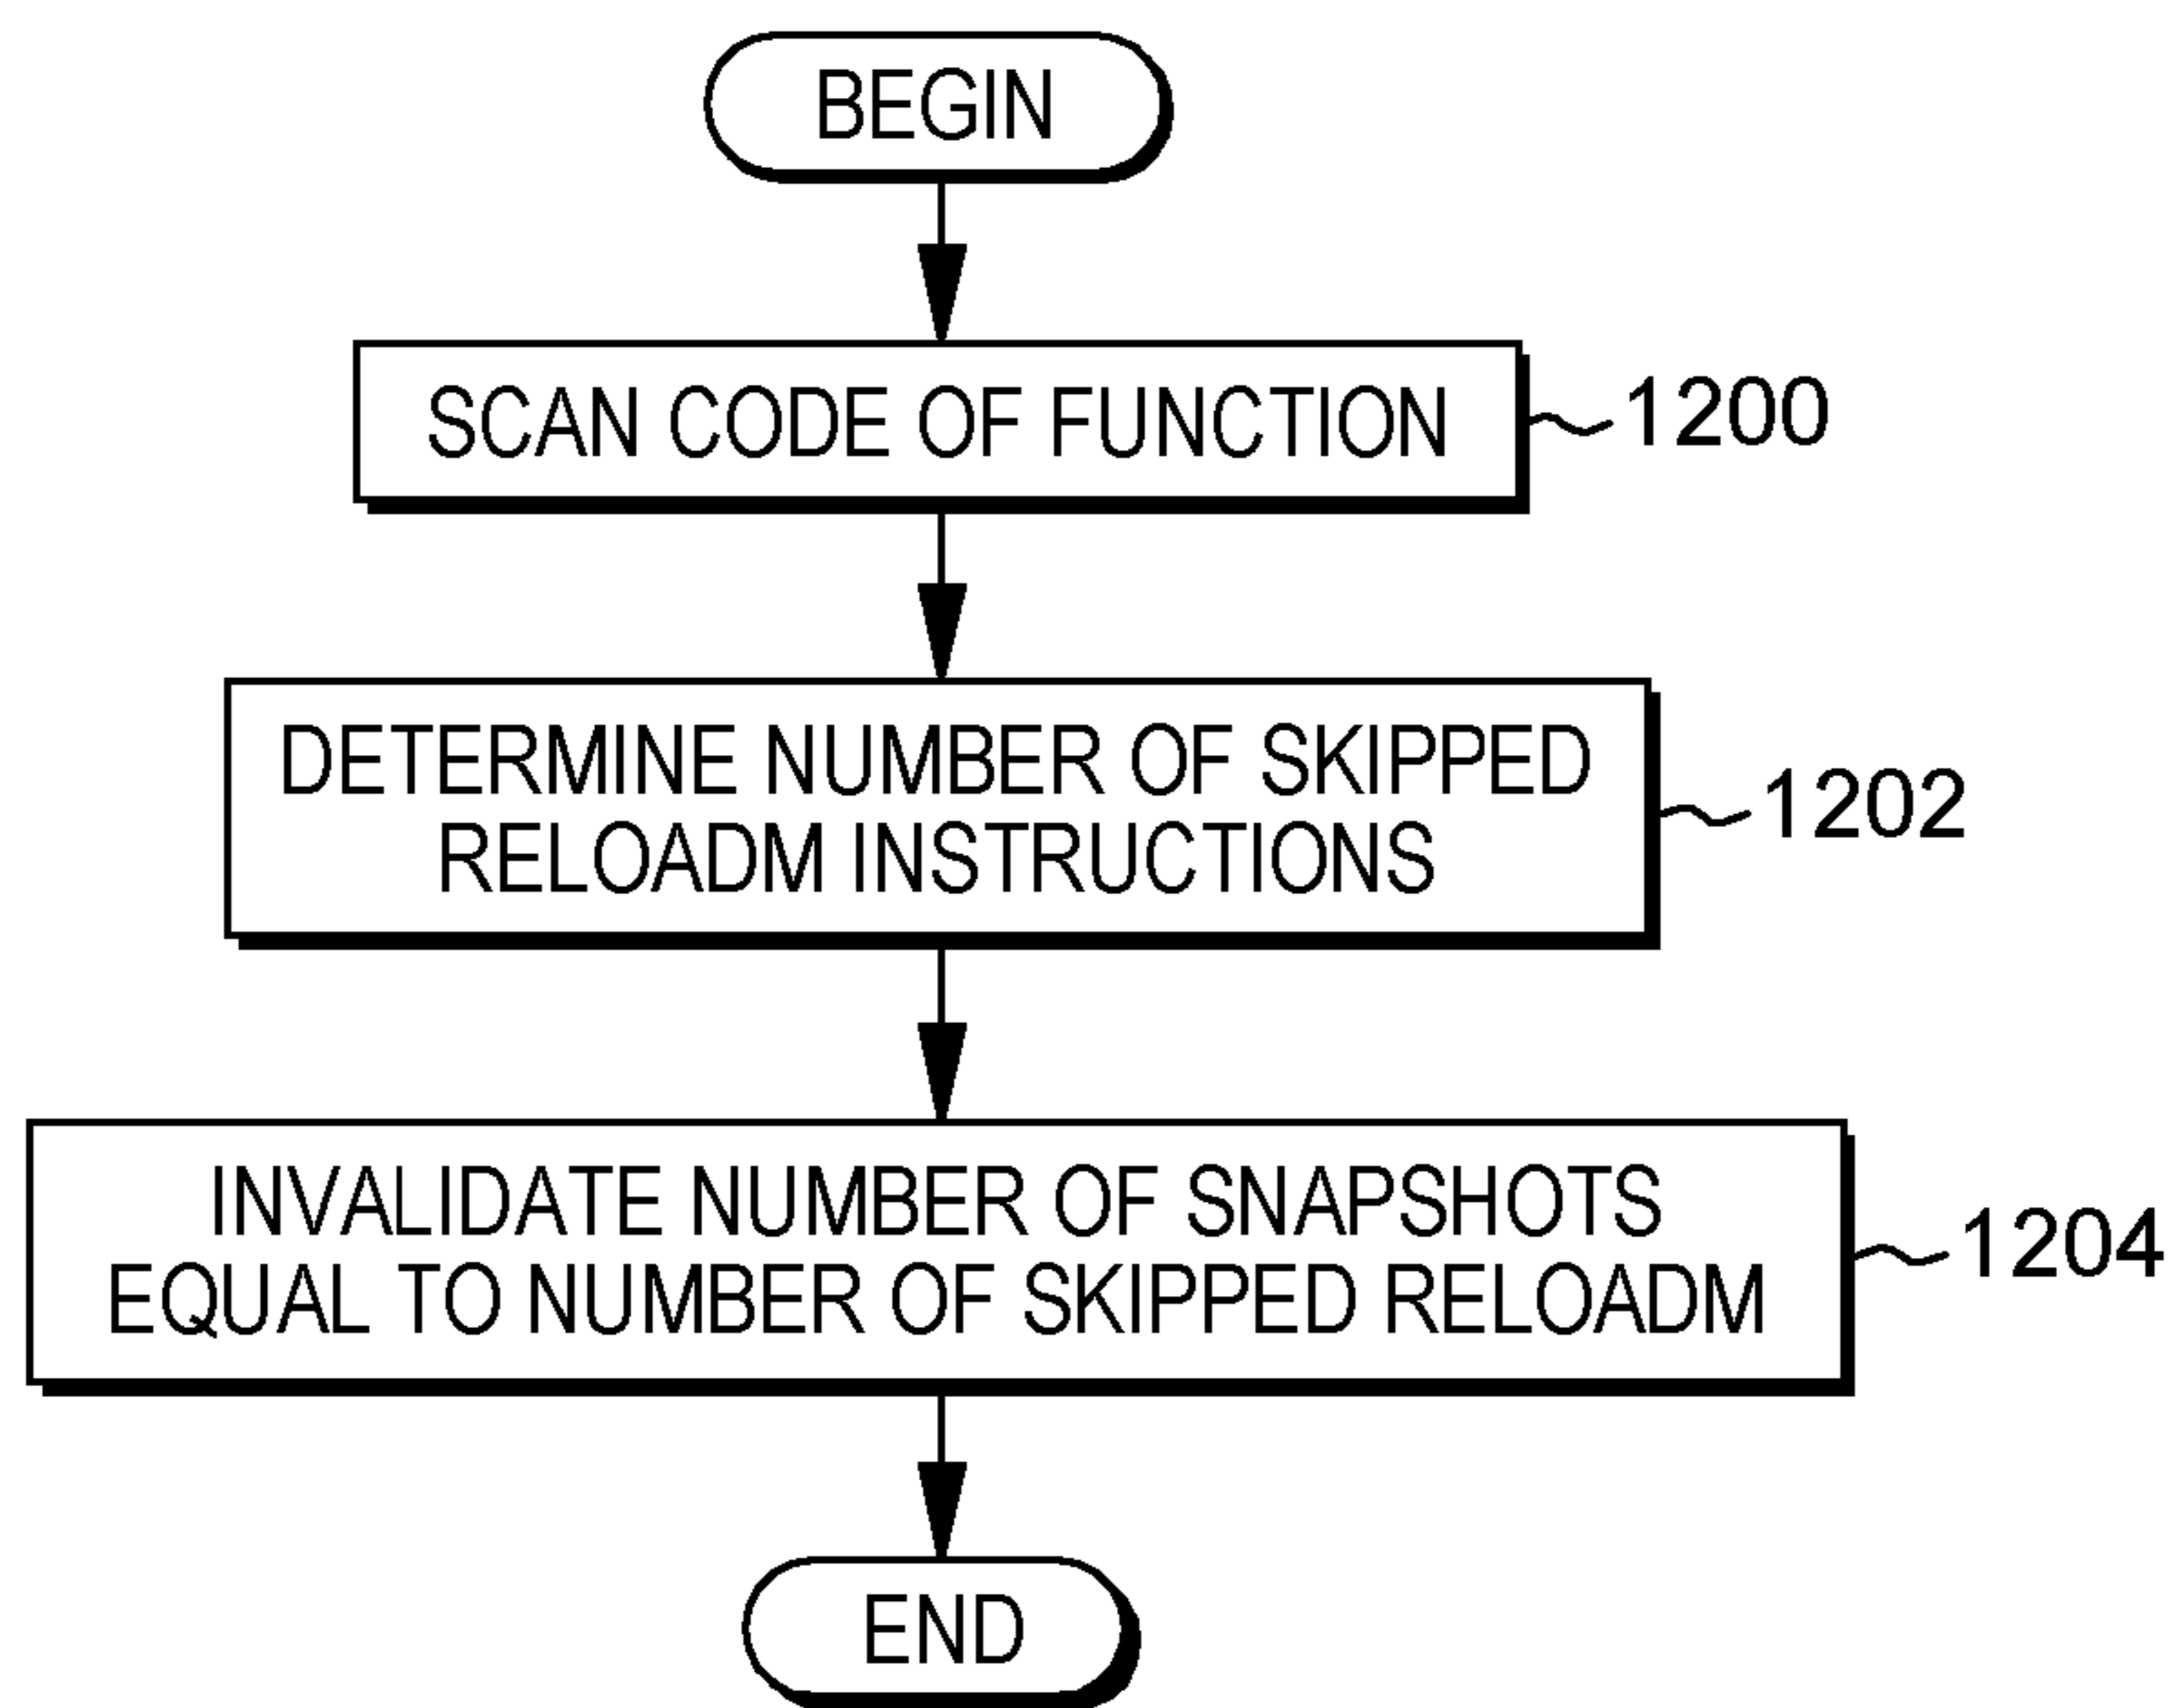 BEGIN
SCAN CODE OF FUNCTION
1200
DETERMINE NUMBER OF SKIPPED
RELOADM INSTRUCTIONS
1202
INVALIDATE NUMBER OF SNAPSHOTS
EQUAL TO NUMBER OF SKIPPED RELOADM
1204
END